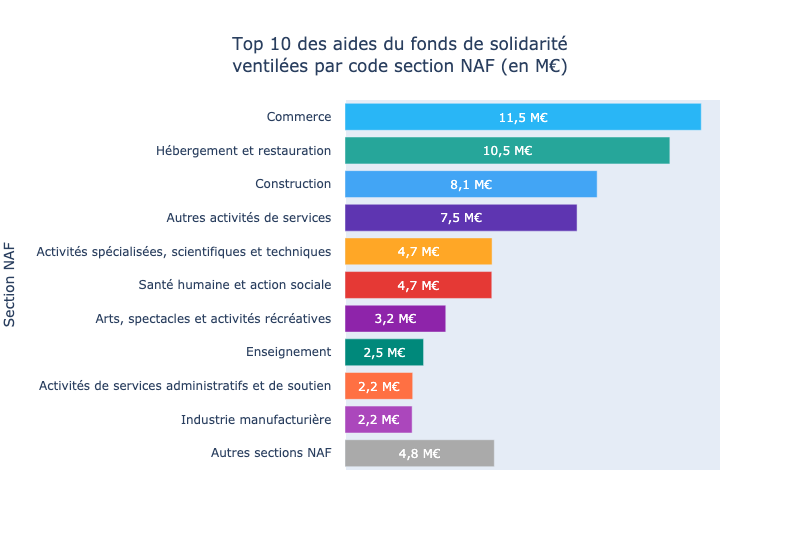 Top 10 des aides du fonds de solidarité
ventilées par code section NAF (en M€)
Section NAF
Commerce 11,5 M€
Hébergement et restauration 10,5 M€
Construction 8,1 M€
Autres activités de services 7,5 M€
Activités spécialisées, scientifiques et techniques 4,7 M€
Santé humaine et action sociale 4,7 M€
Arts, spectacles et activités récréatives 3,2 M€
Enseignement 2,5 M€
Activités de services administratifs et de soutien 2,2 M€
Industrie manufacturière 2,2 M€
Autres sections NAF 4,8 M€